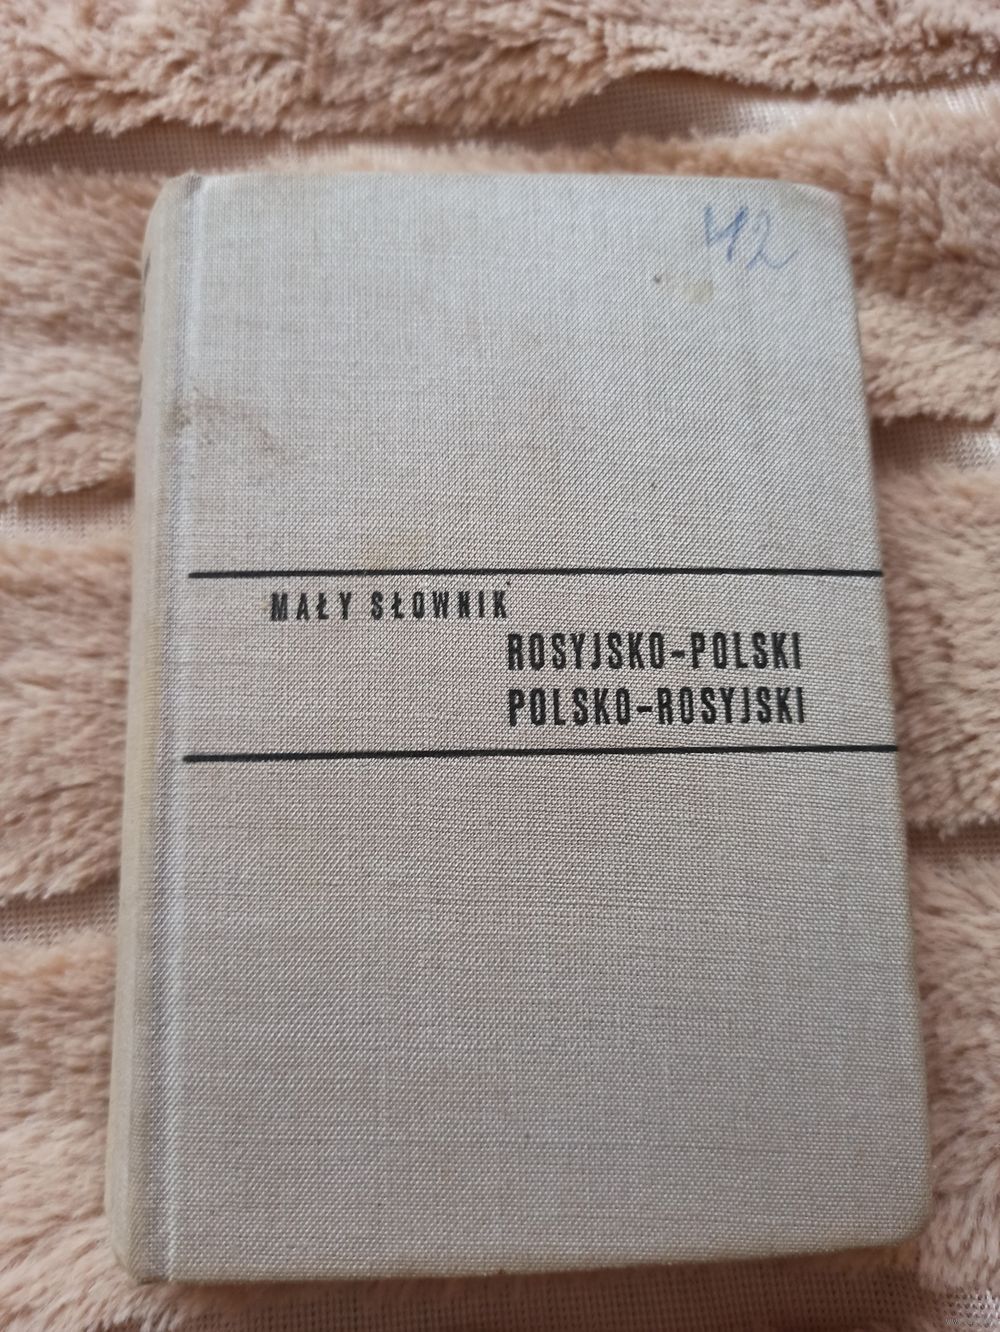 42
MAŁY SŁOWNIK
ROSYJSKO-POLSKI
POLSKO-ROSYJSKI